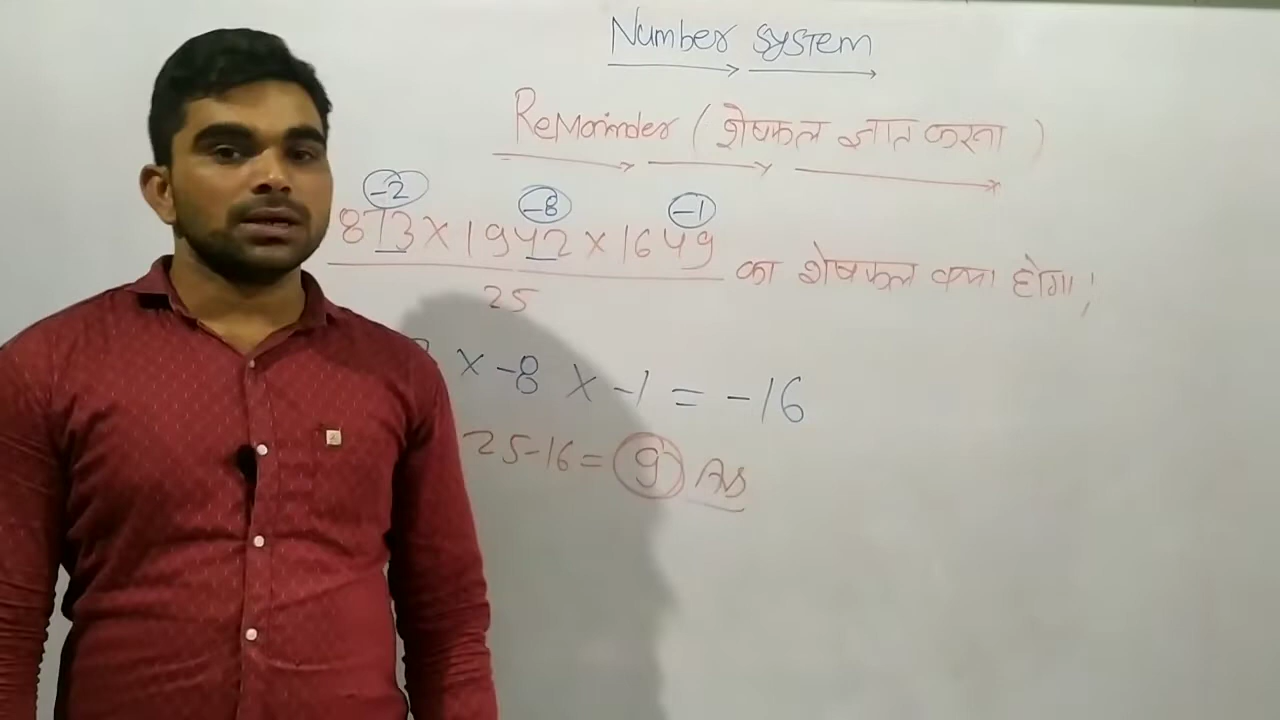 Number system
Remainder ( शेषफल ज्ञात करना )
-2 -8 -1
873 × 1942 × 1649 का शेषफल क्या होगा!
25
× -8 × -1 = -16
25-16 = 9 As